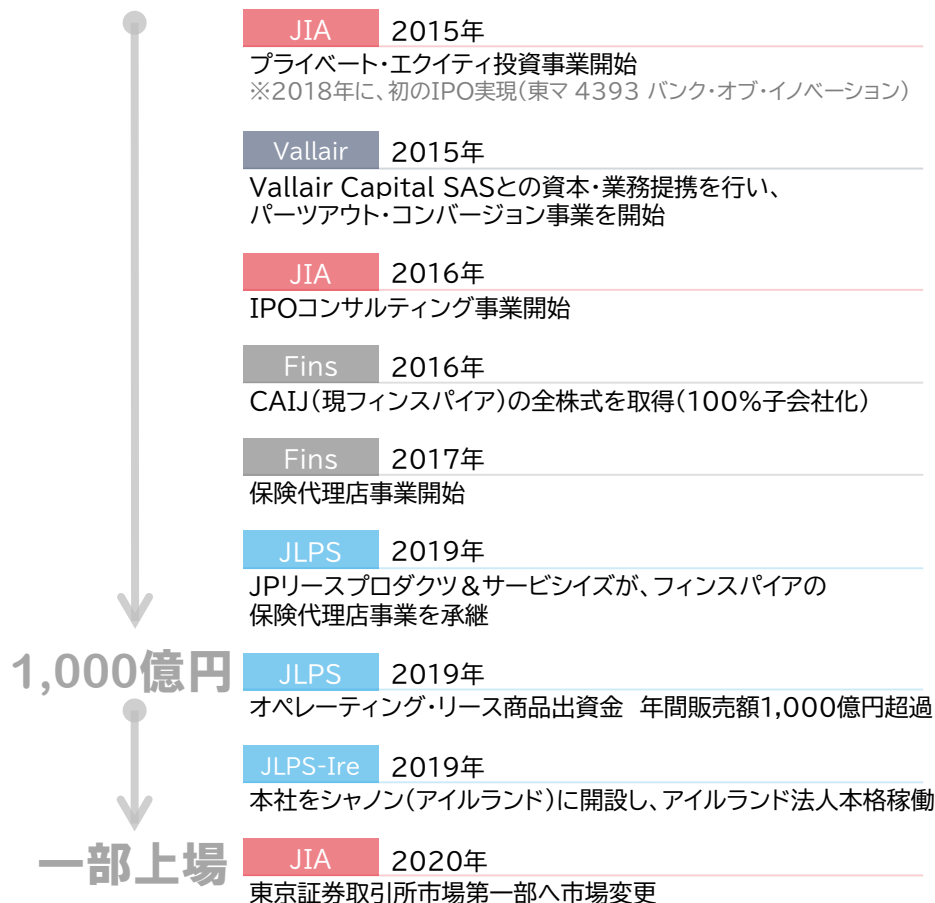 JIA 2015年
プライベート・エクイティ投資事業開始
※2018年に、初のIPO実現(東マ 4393 バンク・オブ・イノベーション)
Vallair 2015年
Vallair Capital SASとの資本・業務提携を行い、
パーツアウト・コンバージョン事業を開始
JIA 2016年
IPOコンサルティング事業開始
Fins 2016年
CAIJ(現フィンスパイア)の全株式を取得(100%子会社化)
Fins 2017年
保険代理店事業開始
JLPS 2019年
JPリースプロダクツ&サービシイズが、フィンスパイアの
保険代理店事業を承継
1,000億円 JLPS 2019年
オペレーティング・リース商品出資金 年間販売額1,000億円超過
JLPS-Ire 2019年
本社をシャノン(アイルランド)に開設し、アイルランド法人本格稼働
一部上場 JIA 2020年
東京証券取引所市場第一部へ市場変更